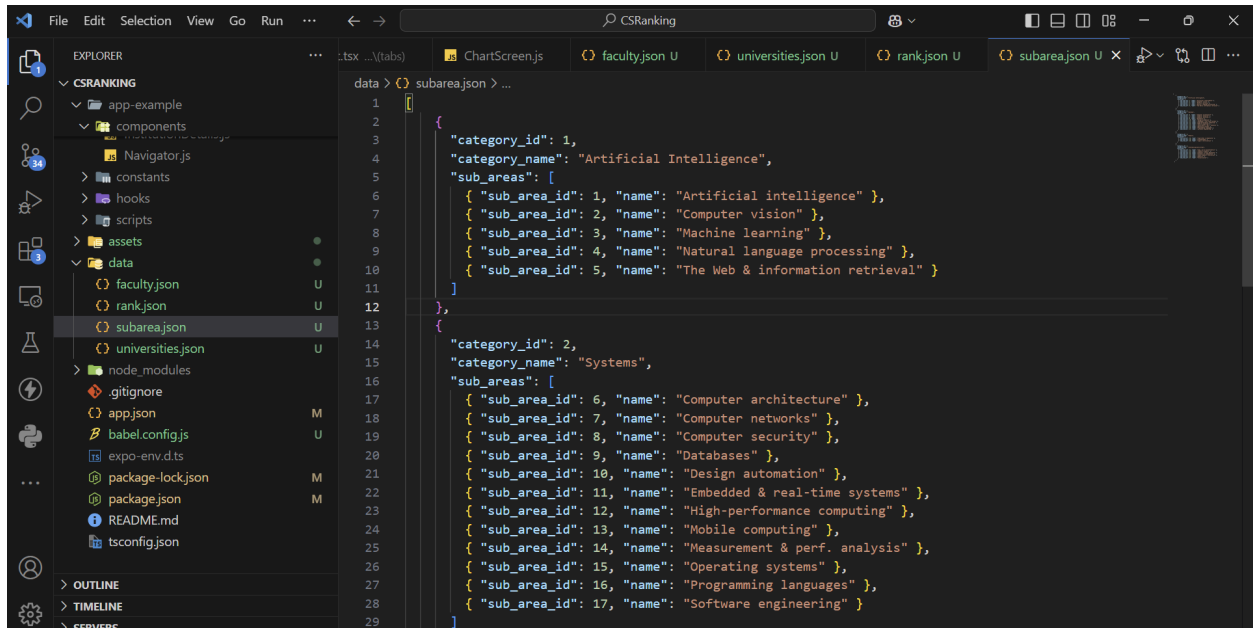 File Edit Selection View Go Run ··· ← → CSRanking
EXPLORER ···
CSRANKING
app-example
components
JS Navigator.js
constants
hooks
scripts
assets
data
{} faculty.json U
{} rank.json U
{} subarea.json U
{} universities.json U
node_modules
.gitignore
{} app.json M
babel.config.js U
TS expo-env.d.ts
package-lock.json M
package.json M
README.md
tsconfig.json
OUTLINE
TIMELINE
1
34
3
.tsx ...\(tabs) JS ChartScreen.js {} faculty.json U {} universities.json U {} rank.json U {} subarea.json U
data > {} subarea.json > ...
1 [
2 {
3 "category_id": 1,
4 "category_name": "Artificial Intelligence",
5 "sub_areas": [
6 { "sub_area_id": 1, "name": "Artificial intelligence" },
7 { "sub_area_id": 2, "name": "Computer vision" },
8 { "sub_area_id": 3, "name": "Machine learning" },
9 { "sub_area_id": 4, "name": "Natural language processing" },
10 { "sub_area_id": 5, "name": "The Web & information retrieval" }
11 ]
12 },
13 {
14 "category_id": 2,
15 "category_name": "Systems",
16 "sub_areas": [
17 { "sub_area_id": 6, "name": "Computer architecture" },
18 { "sub_area_id": 7, "name": "Computer networks" },
19 { "sub_area_id": 8, "name": "Computer security" },
20 { "sub_area_id": 9, "name": "Databases" },
21 { "sub_area_id": 10, "name": "Design automation" },
22 { "sub_area_id": 11, "name": "Embedded & real-time systems" },
23 { "sub_area_id": 12, "name": "High-performance computing" },
24 { "sub_area_id": 13, "name": "Mobile computing" },
25 { "sub_area_id": 14, "name": "Measurement & perf. analysis" },
26 { "sub_area_id": 15, "name": "Operating systems" },
27 { "sub_area_id": 16, "name": "Programming languages" },
28 { "sub_area_id": 17, "name": "Software engineering" }
29 ]